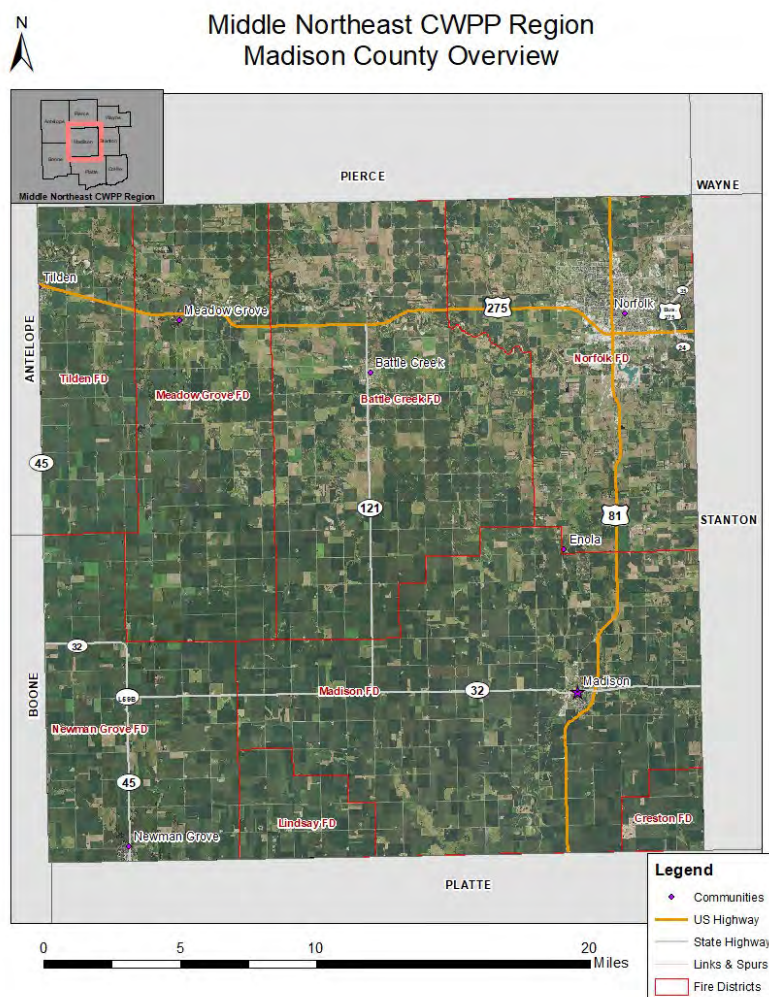 N
Middle Northeast CWPP Region
Madison County Overview
Antelope
Pierce
Wayne
Madison
Stanton
Boone
Platte
Colfax
Middle Northeast CWPP Region
PIERCE
WAYNE
Tilden
Meadow Grove
275
Norfolk
35
24
ANTELOPE
Tilden FD
Meadow Grove FD
Battle Creek
Battle Creek FD
Norfolk FD
45
121
81
STANTON
Enola
32
BOONE
L59B
Madison FD
32
Madison
Newman Grove FD
45
Lindsay FD
Creston FD
Newman Grove
PLATTE
Legend
Communities
US Highway
State Highway
Links & Spurs
Fire Districts
0 5 10 20
Miles